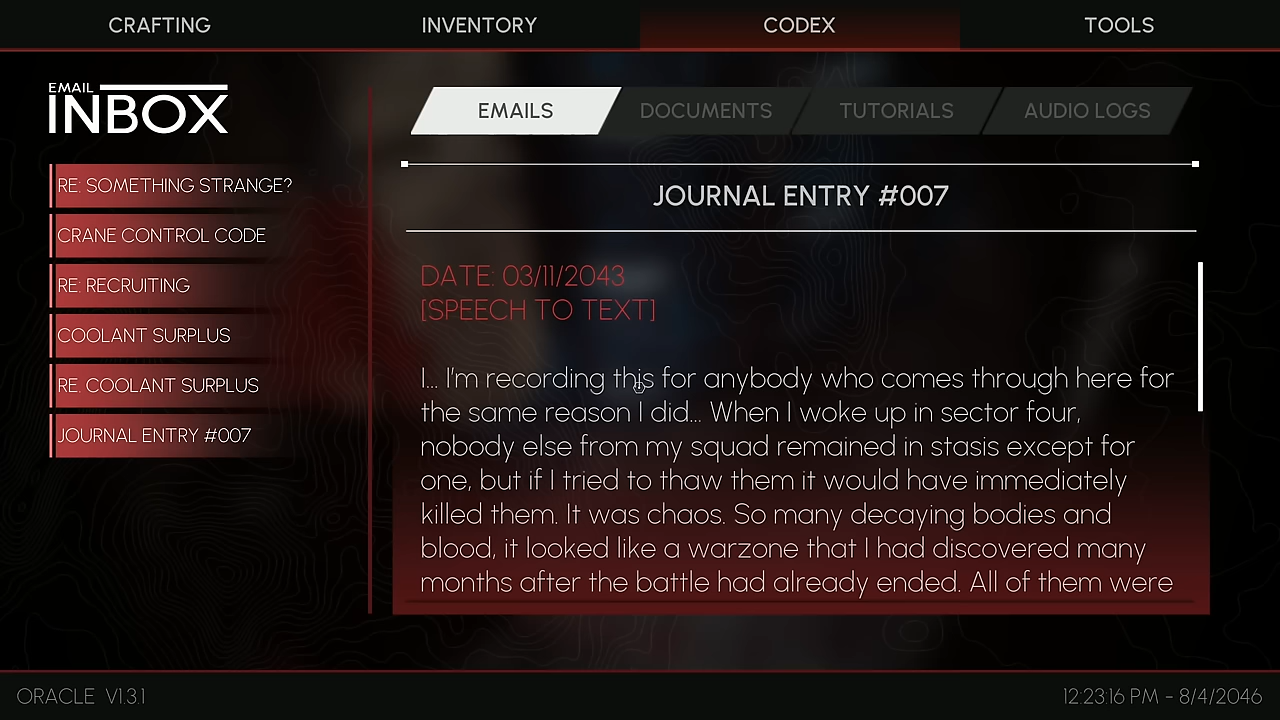 CRAFTING INVENTORY CODEX TOOLS
EMAIL
INBOX
EMAILS DOCUMENTS TUTORIALS AUDIO LOGS
RE: SOMETHING STRANGE?
CRANE CONTROL CODE
RE: RECRUITING
COOLANT SURPLUS
RE: COOLANT SURPLUS
JOURNAL ENTRY #007
JOURNAL ENTRY #007
DATE: 03/11/2043
[SPEECH TO TEXT]
I... I'm recording this for anybody who comes through here for
the same reason I did... When I woke up in sector four,
nobody else from my squad remained in stasis except for
one, but if I tried to thaw them it would have immediately
killed them. It was chaos. So many decaying bodies and
blood, it looked like a warzone that I had discovered many
months after the battle had already ended. All of them were
ORACLE V1.3.1
12:23:16 PM - 8/4/2046